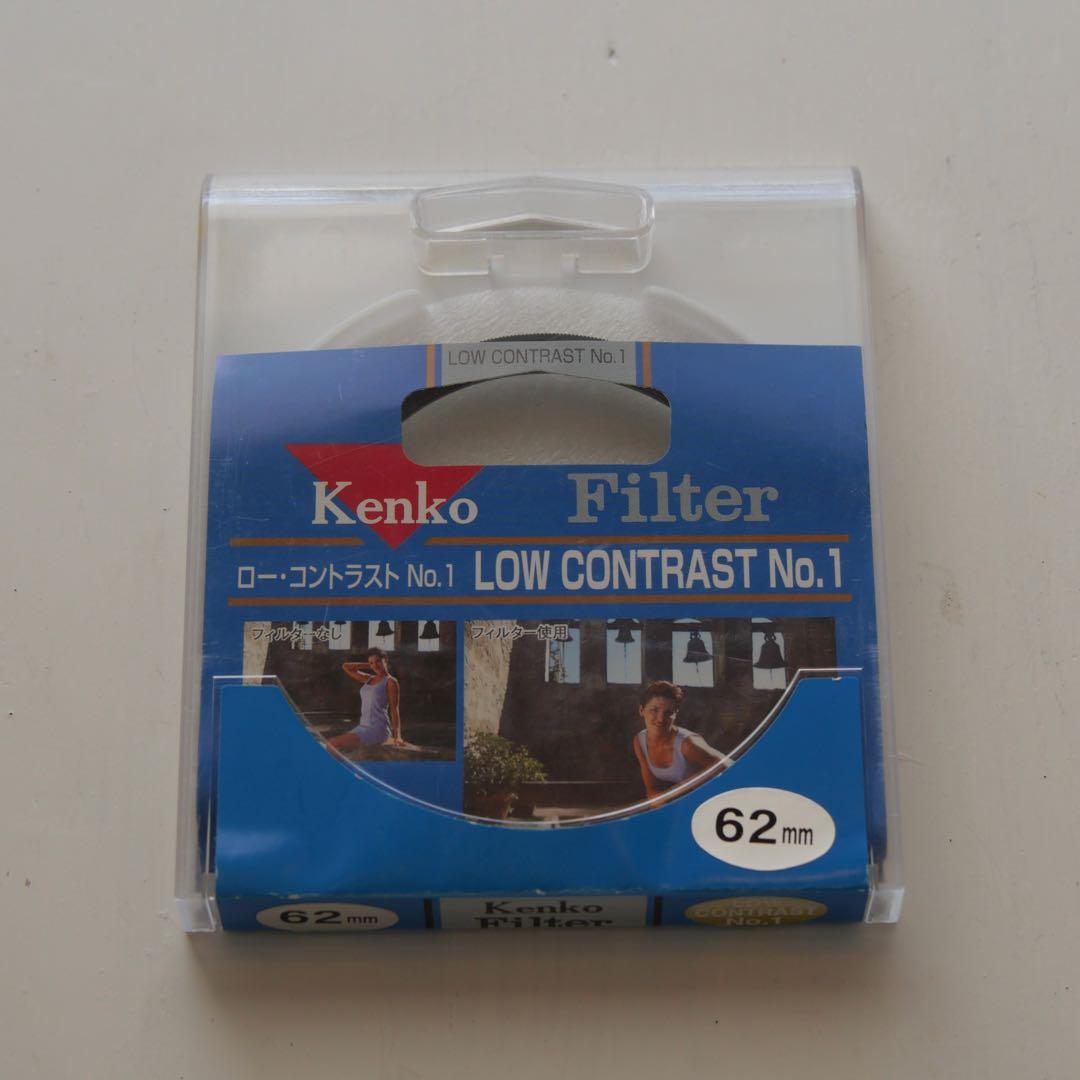 LOW CONTRAST No.1
Kenko Filter
ロー・コントラスト No.1 LOW CONTRAST No.1
フィルターなし フィルター使用
62mm
62mm Kenko Filter LOW CONTRAST No.1